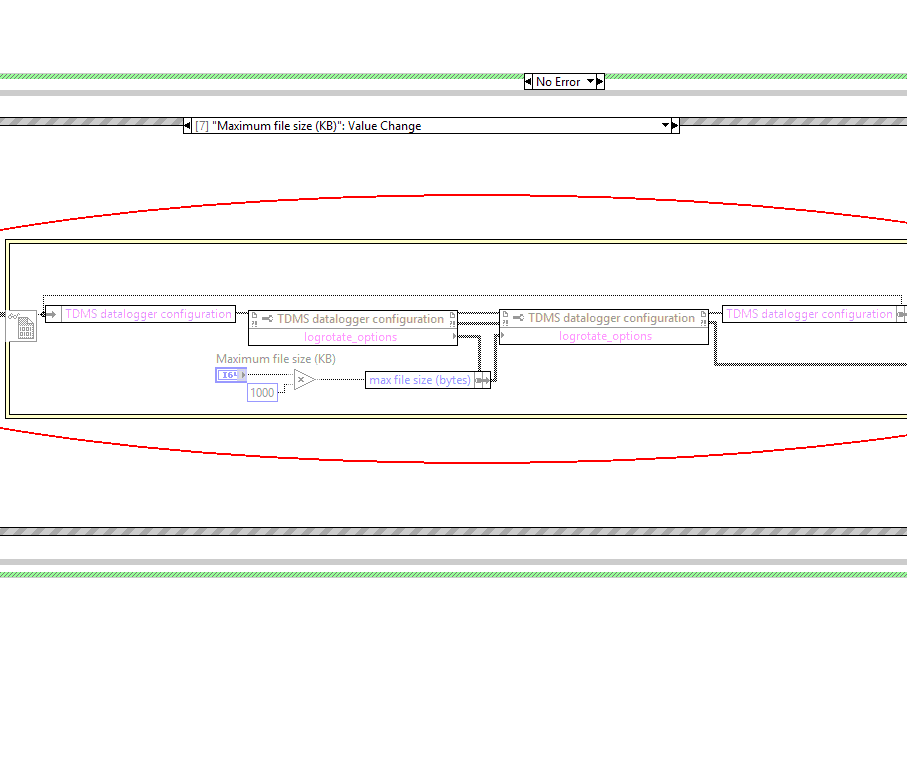 No Error
[7] "Maximum file size (KB)": Value Change
TDMS datalogger configuration
TDMS datalogger configuration
logrotate_options
TDMS datalogger configuration
logrotate_options
TDMS datalogger configuration
Maximum file size (KB)
I64
1000
max file size (bytes)